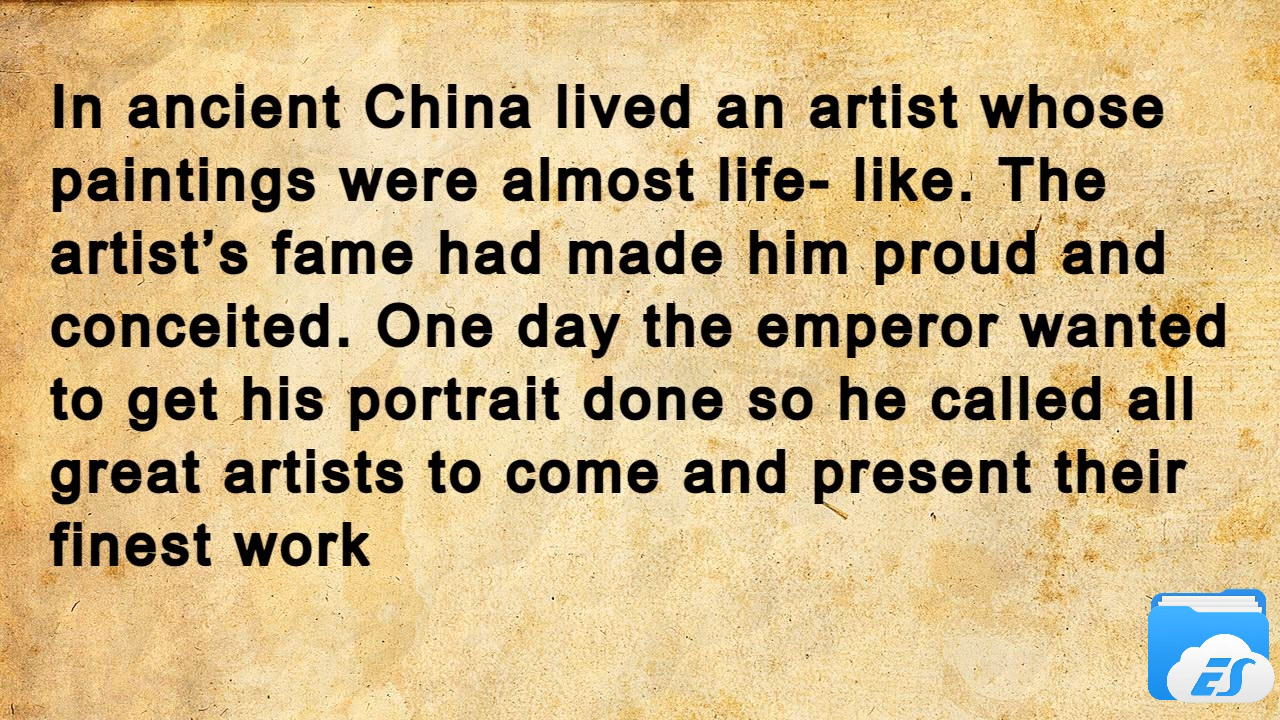 In ancient China lived an artist whose
paintings were almost life- like. The
artist’s fame had made him proud and
conceited. One day the emperor wanted
to get his portrait done so he called all
great artists to come and present their
finest work
ES